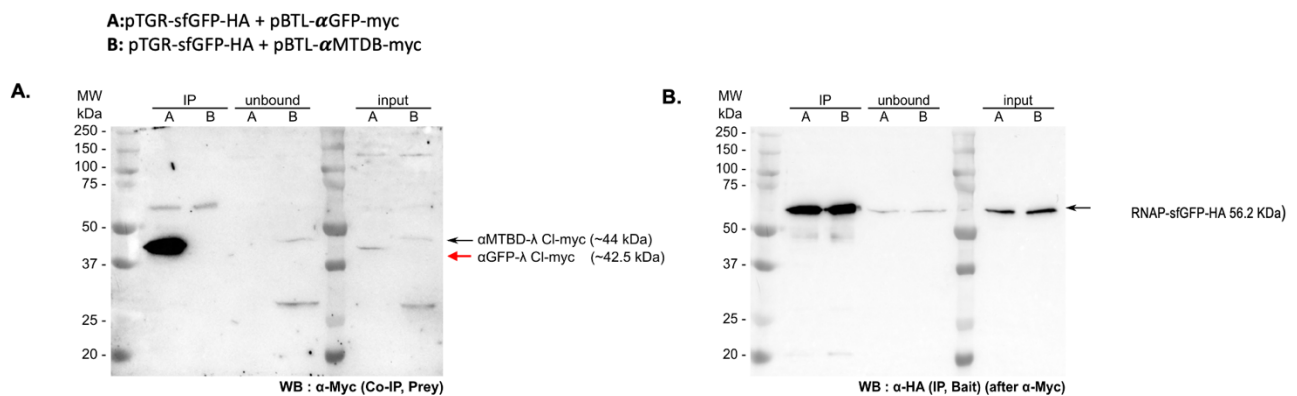 A:pTGR-sfGFP-HA + pBTL-αGFP-myc
B: pTGR-sfGFP-HA + pBTL-αMTDB-myc
A.
MW
kDa
IP
unbound
input
A B A B A B
250 -
150 -
100 -
75 -
50 -
37 -
25 -
20 -
αMTBD-λ CI-myc (~44 kDa)
αGFP-λ CI-myc (~42.5 kDa)
WB : α-Myc (Co-IP, Prey)
B.
MW
kDa
IP
unbound
input
A B A B A B
250 -
150 -
100 -
75 -
50 -
37 -
25 -
20 -
RNAP-sfGFP-HA 56.2 KDa)
WB : α-HA (IP, Bait) (after α-Myc)